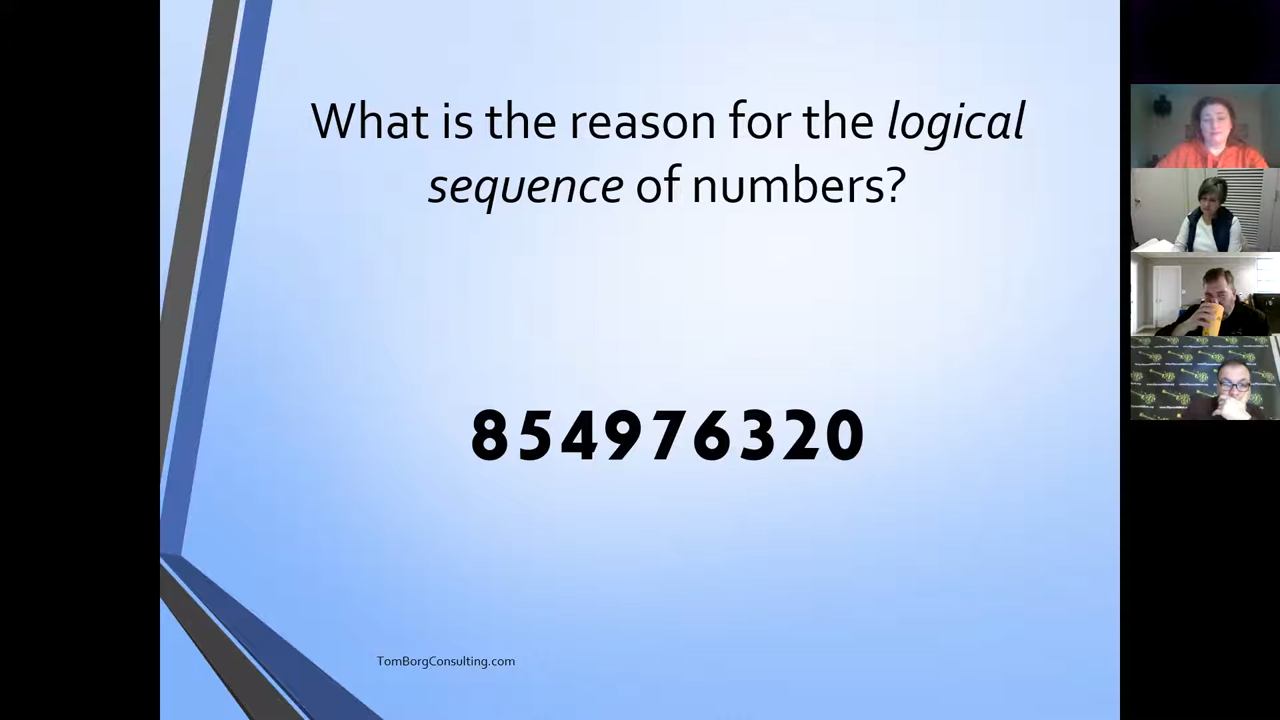 What is the reason for the logical
sequence of numbers?
854976320
TomBorgConsulting.com